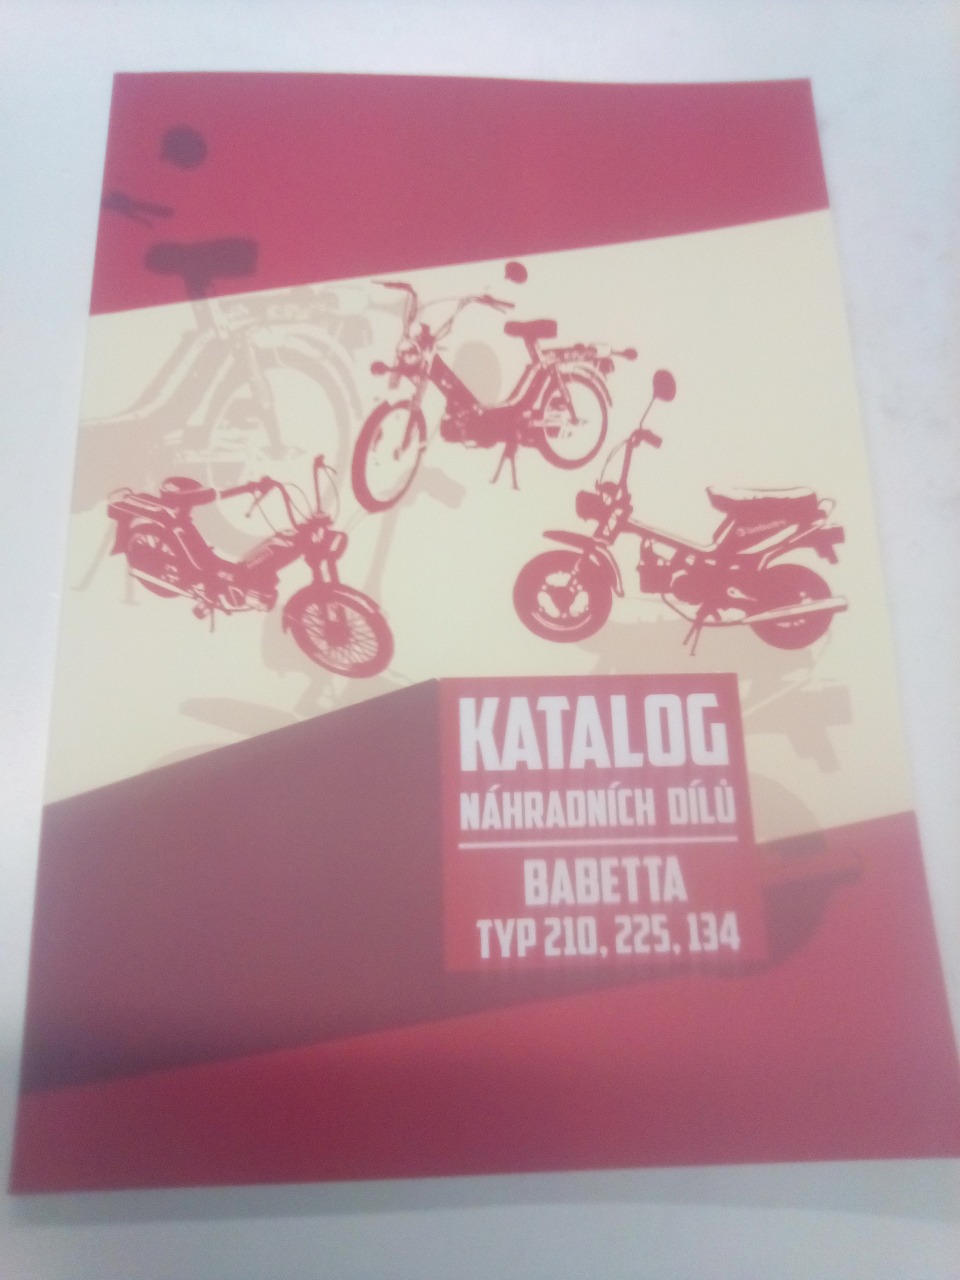 KATALOG
NÁHRADNÍCH DÍLŮ
BABETTA
TYP 210, 225, 134